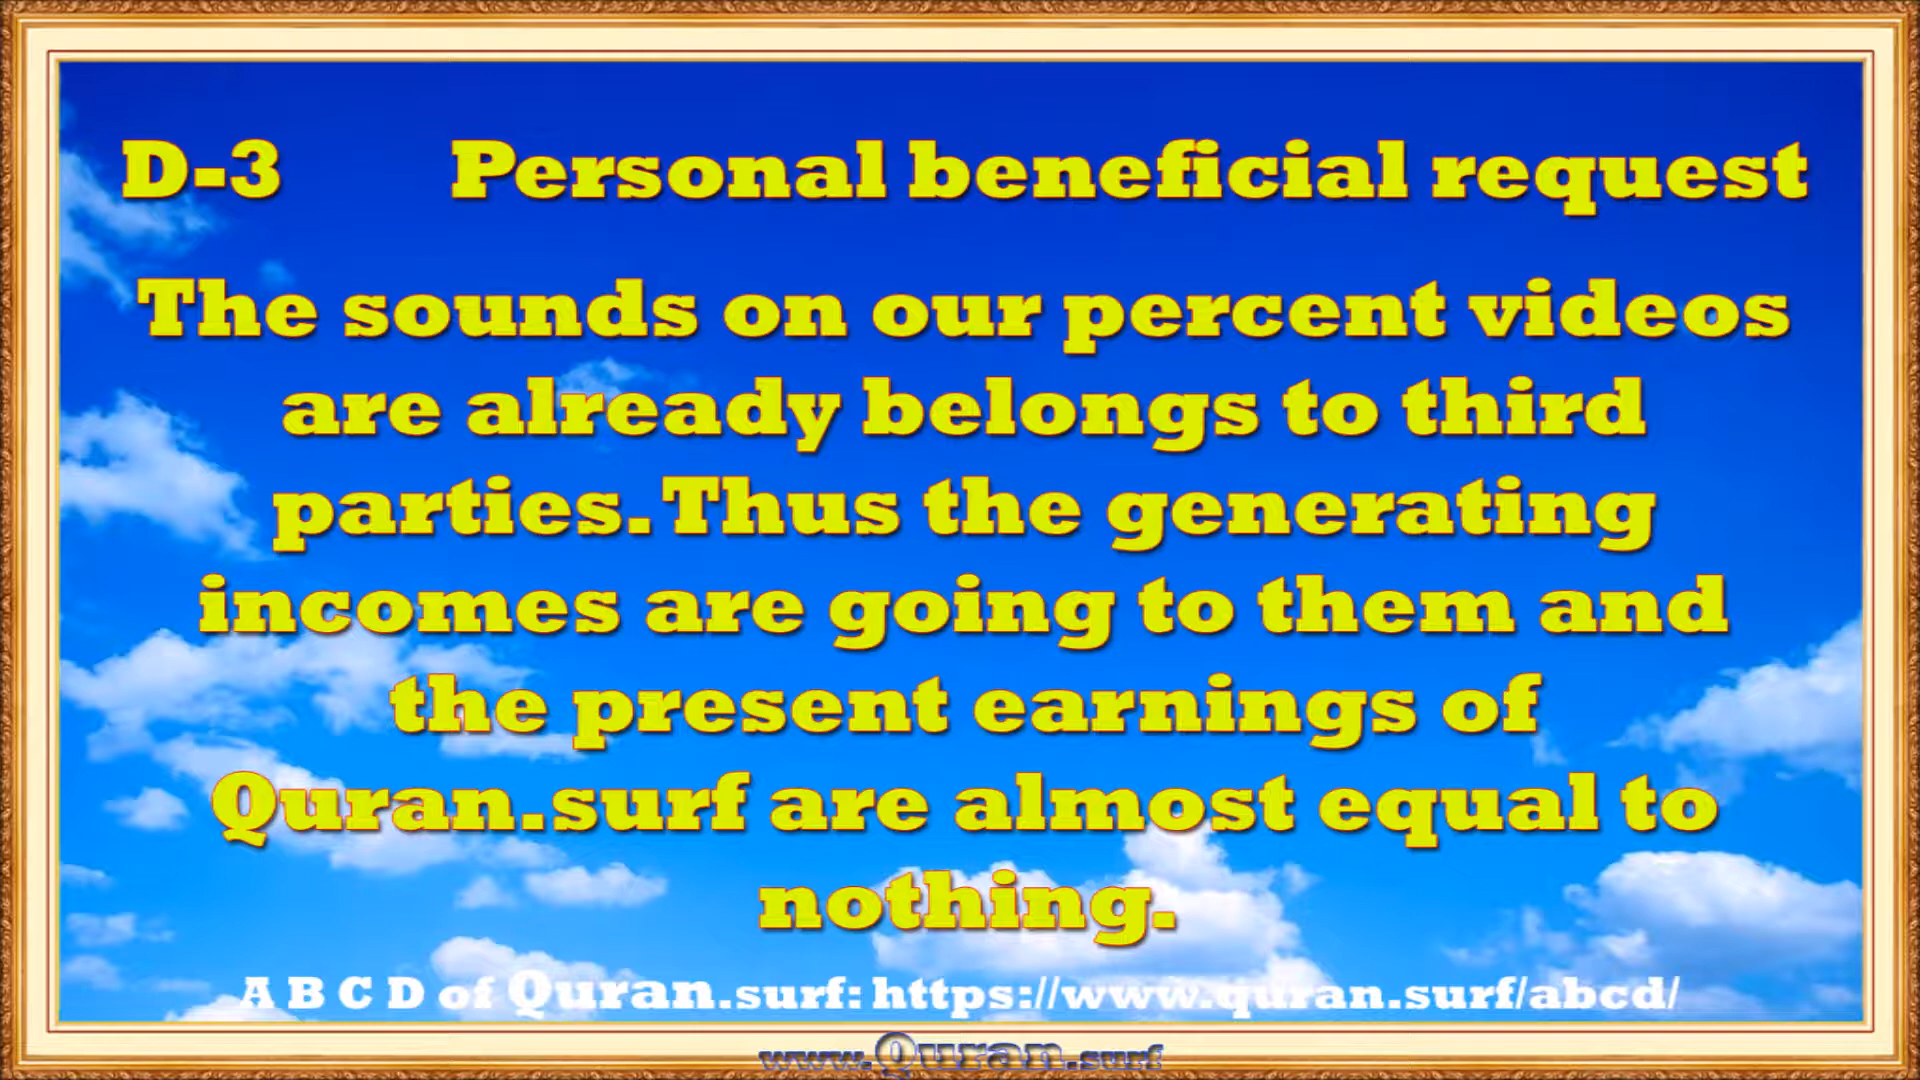 D-3 Personal beneficial request
The sounds on our percent videos
are already belongs to third
parties. Thus the generating
incomes are going to them and
the present earnings of
Quran.surf are almost equal to
nothing.
A B C D of Quran.surf: https://www.quran.surf/abcd/
www.Quran.surf